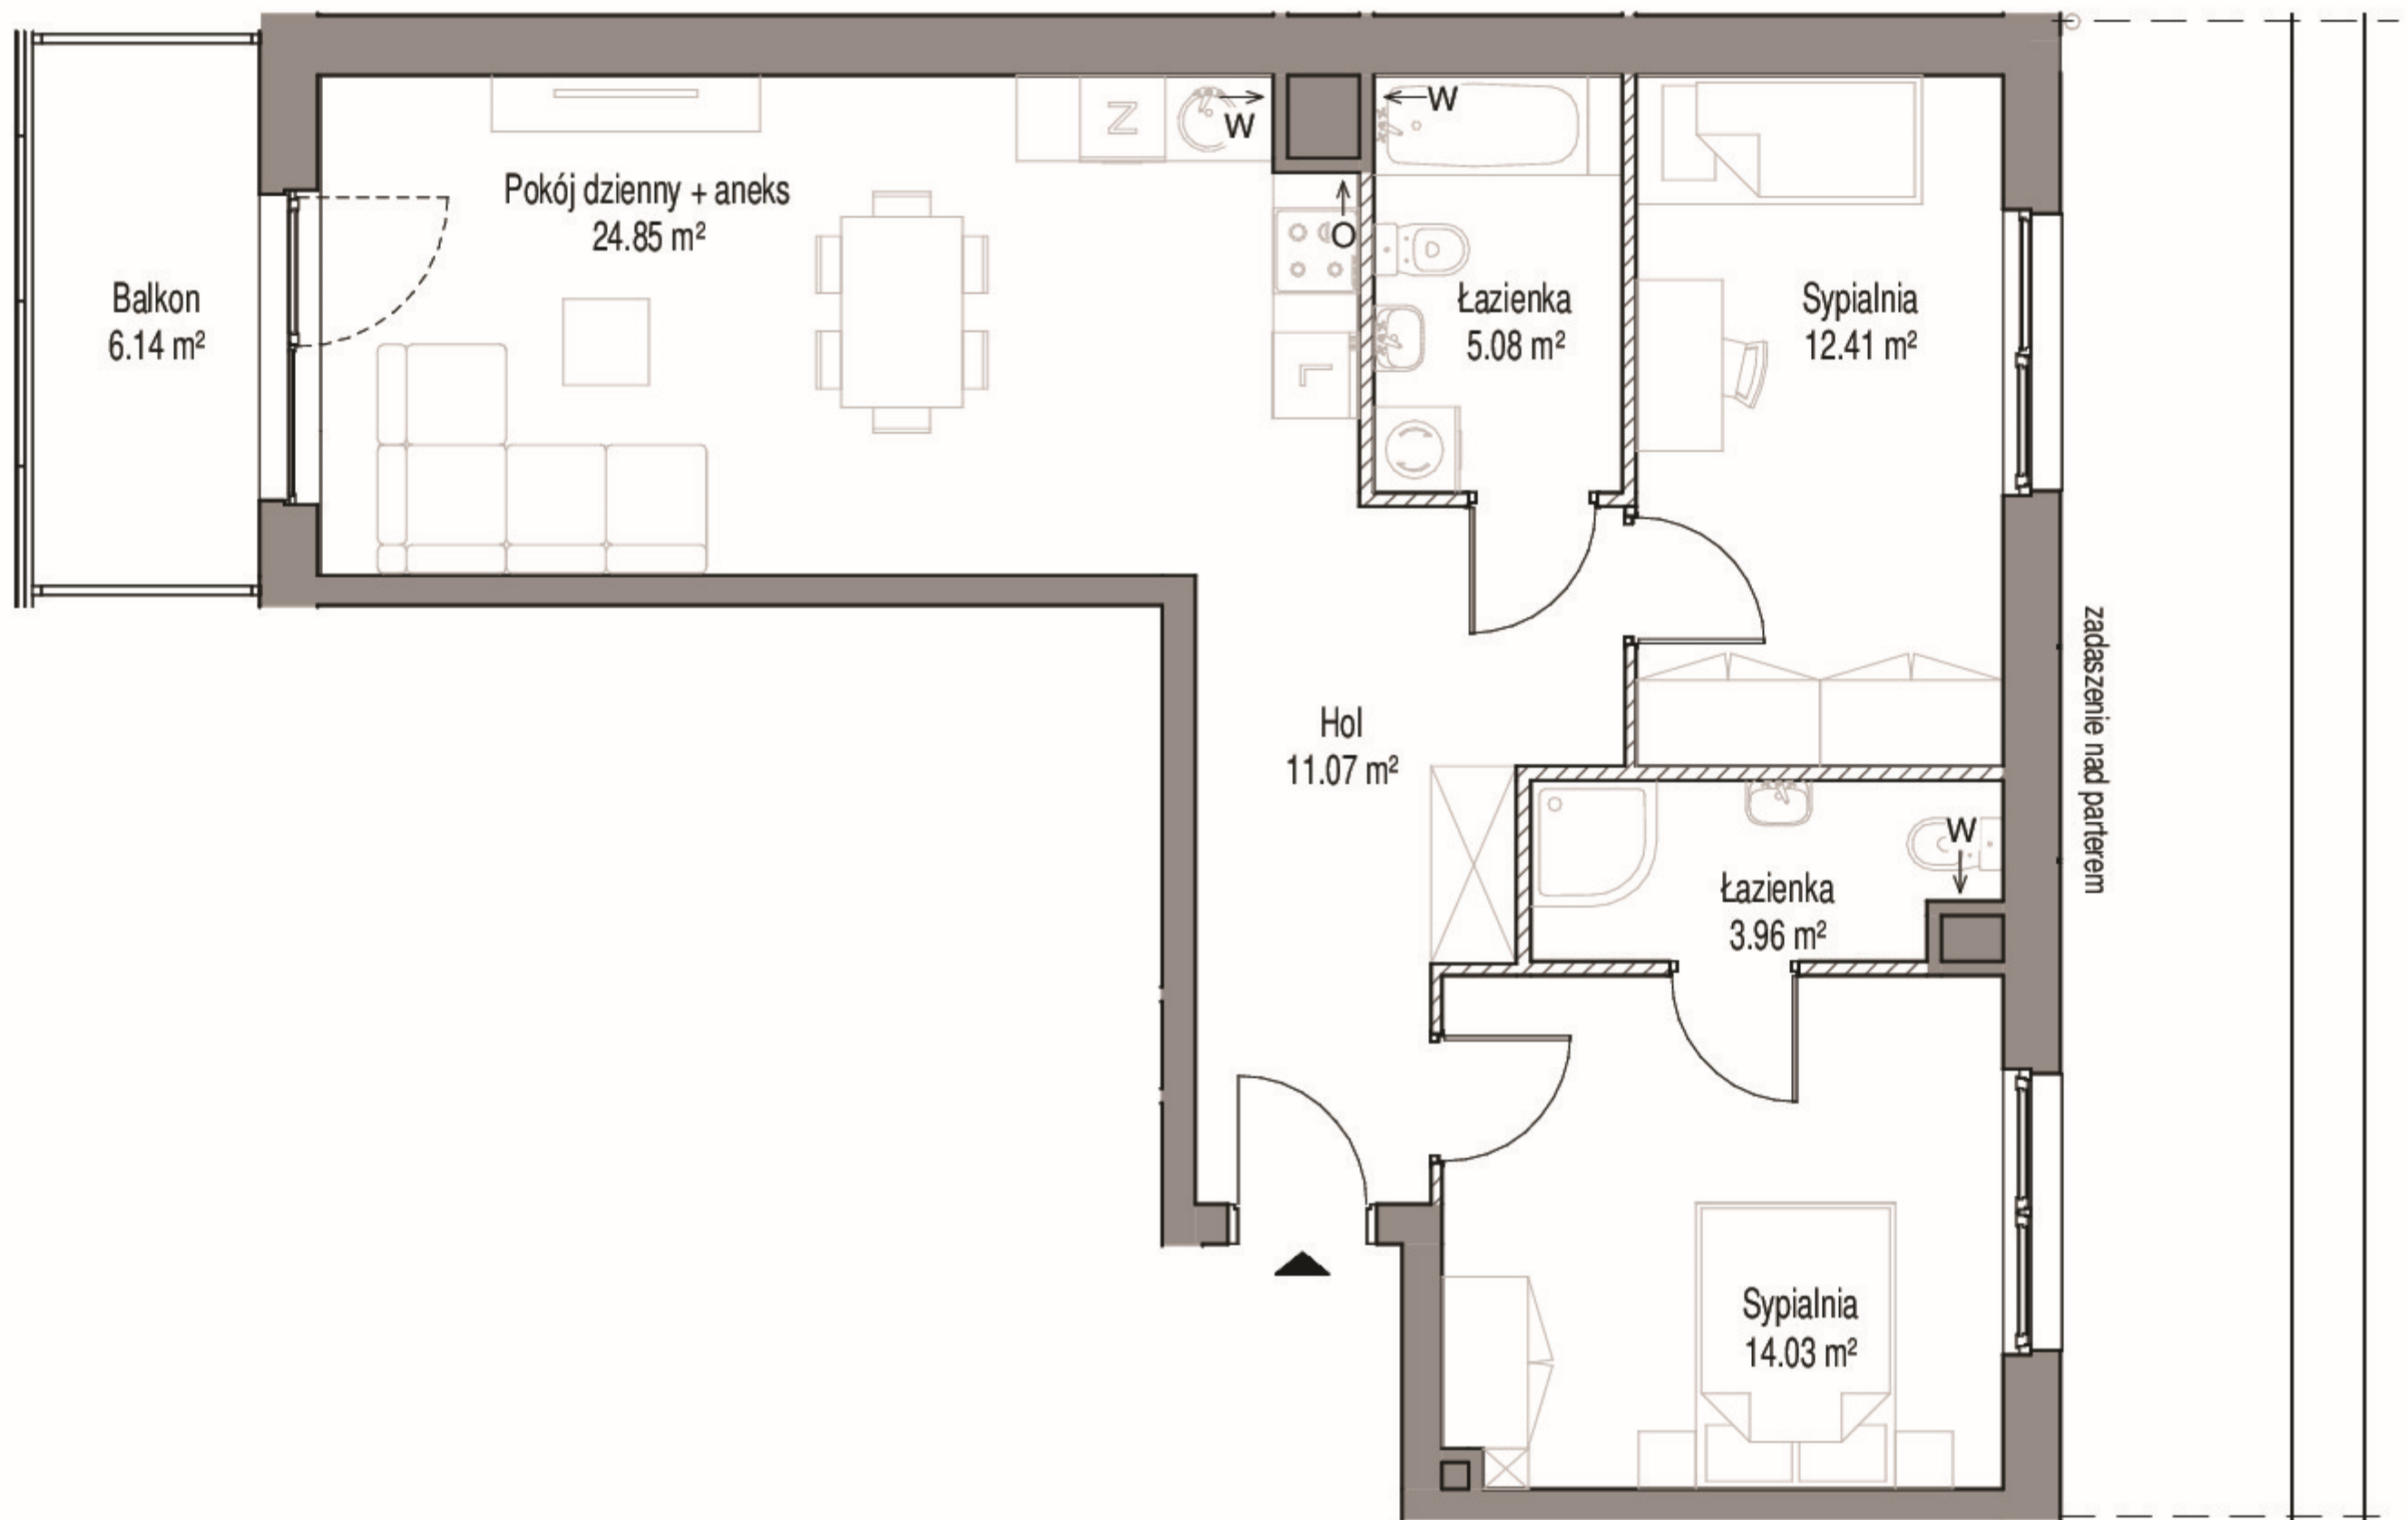 W
W
N
Pokój dzienny + aneks
24.85 m²
O
Balkon
6.14 m²
Łazienka
5.08 m²
Sypialnia
12.41 m²
L
zadaszenie nad parterem
Hol
11.07 m²
W
Łazienka
3.96 m²
Sypialnia
14.03 m²